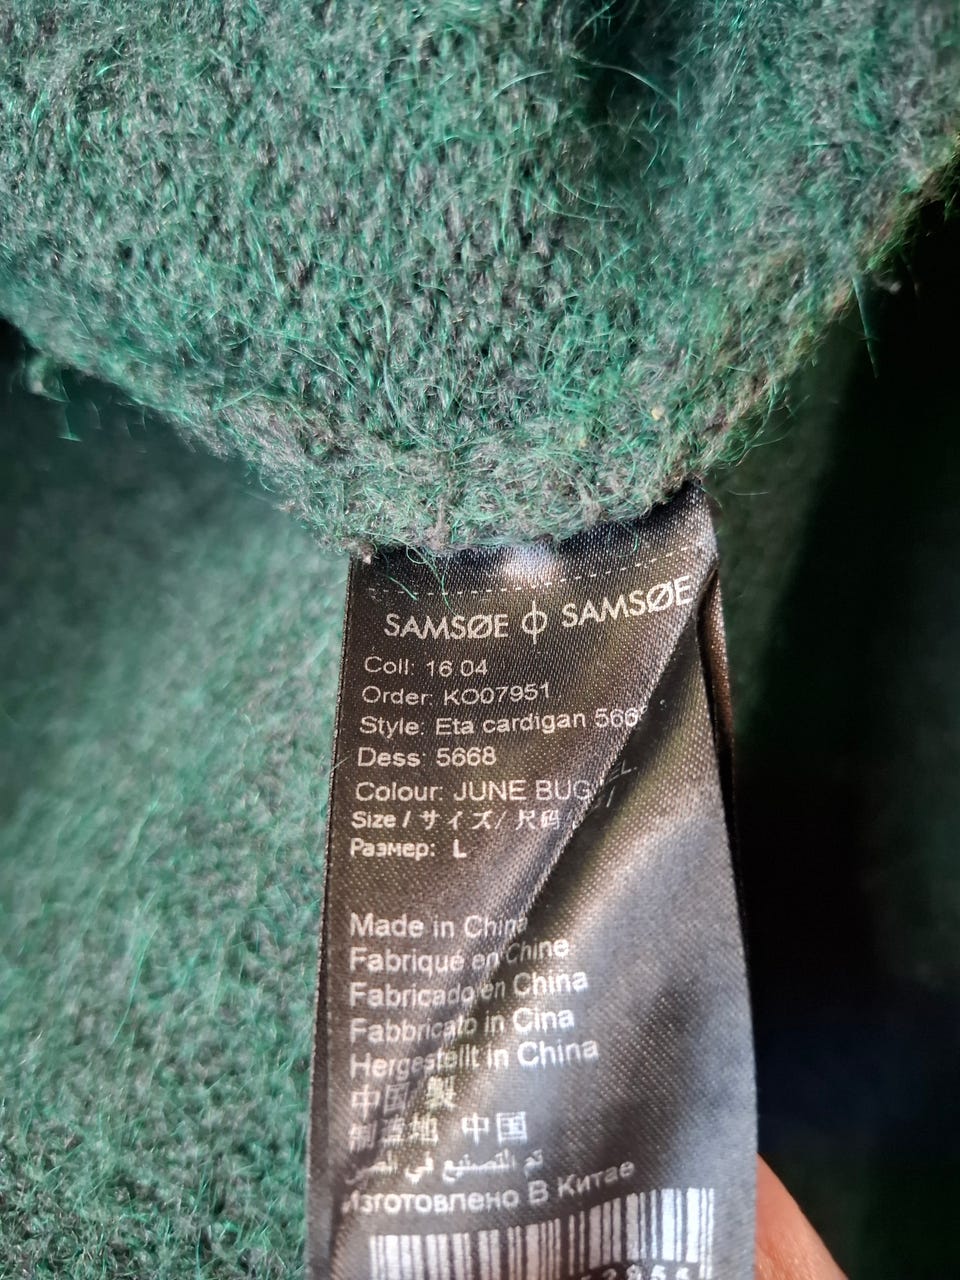 SAMSØE ϕ SAMSØE
Coll: 16 04
Order: KO07951
Style: Eta cardigan
Dess: 5668
Colour: JUNE BUG
Size / サイズ/ 尺码
Размер: L
Made in China
Fabriqué en Chine
Fabricado en China
Fabbricato in Cina
Hergestellt in China
中国 製
制造地 中国
تم التصنيع في
Изготовлено В Китае